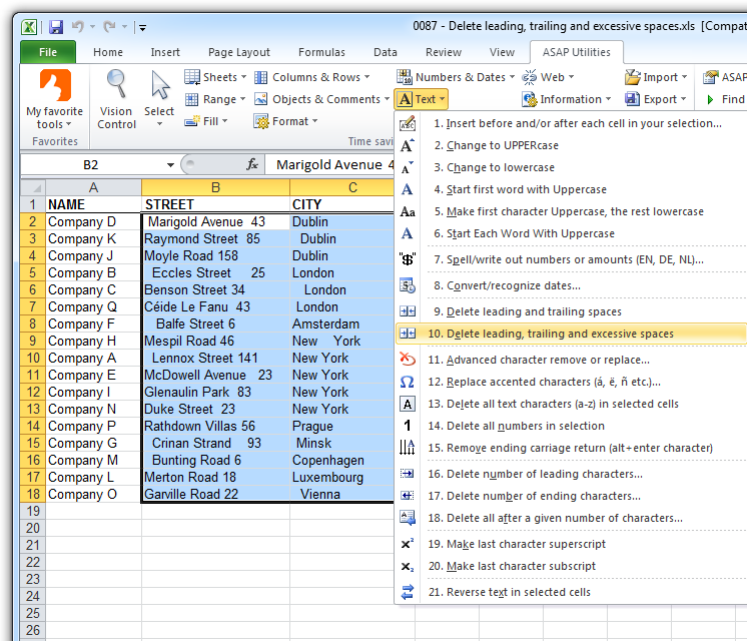 0087 - Delete leading, trailing and excessive spaces.xls [Compat
File Home Insert Page Layout Formulas Data Review View ASAP Utilities
My favorite tools
Vision Control
Select
Sheets Columns & Rows Numbers & Dates Web Import ASAP
Range Objects & Comments Text Information Export Find
Fill Format
Favorites Time savi
B2 fx Marigold Avenue 4
A B C
1 NAME STREET CITY
2 Company D Marigold Avenue 43 Dublin
3 Company K Raymond Street 85 Dublin
4 Company J Moyle Road 158 Dublin
5 Company B Eccles Street 25 London
6 Company C Benson Street 34 London
7 Company Q Céide Le Fanu 43 London
8 Company F Balfe Street 6 Amsterdam
9 Company H Mespil Road 46 New York
10 Company A Lennox Street 141 New York
11 Company E McDowell Avenue 23 New York
12 Company I Glenaulin Park 83 New York
13 Company N Duke Street 23 New York
14 Company P Rathdown Villas 56 Prague
15 Company G Crinan Strand 93 Minsk
16 Company M Bunting Road 6 Copenhagen
17 Company L Merton Road 18 Luxembourg
18 Company O Garville Road 22 Vienna
19
20
21
22
23
24
25
26
1. Insert before and/or after each cell in your selection...
2. Change to UPPERcase
3. Change to lowercase
4. Start first word with Uppercase
5. Make first character Uppercase, the rest lowercase
6. Start Each Word With Uppercase
7. Spell/write out numbers or amounts (EN, DE, NL)...
8. Convert/recognize dates...
9. Delete leading and trailing spaces
10. Delete leading, trailing and excessive spaces
11. Advanced character remove or replace...
12. Replace accented characters (á, ë, ñ etc.)...
13. Delete all text characters (a-z) in selected cells
14. Delete all numbers in selection
15. Remove ending carriage return (alt+enter character)
16. Delete number of leading characters...
17. Delete number of ending characters...
18. Delete all after a given number of characters...
19. Make last character superscript
20. Make last character subscript
21. Reverse text in selected cells